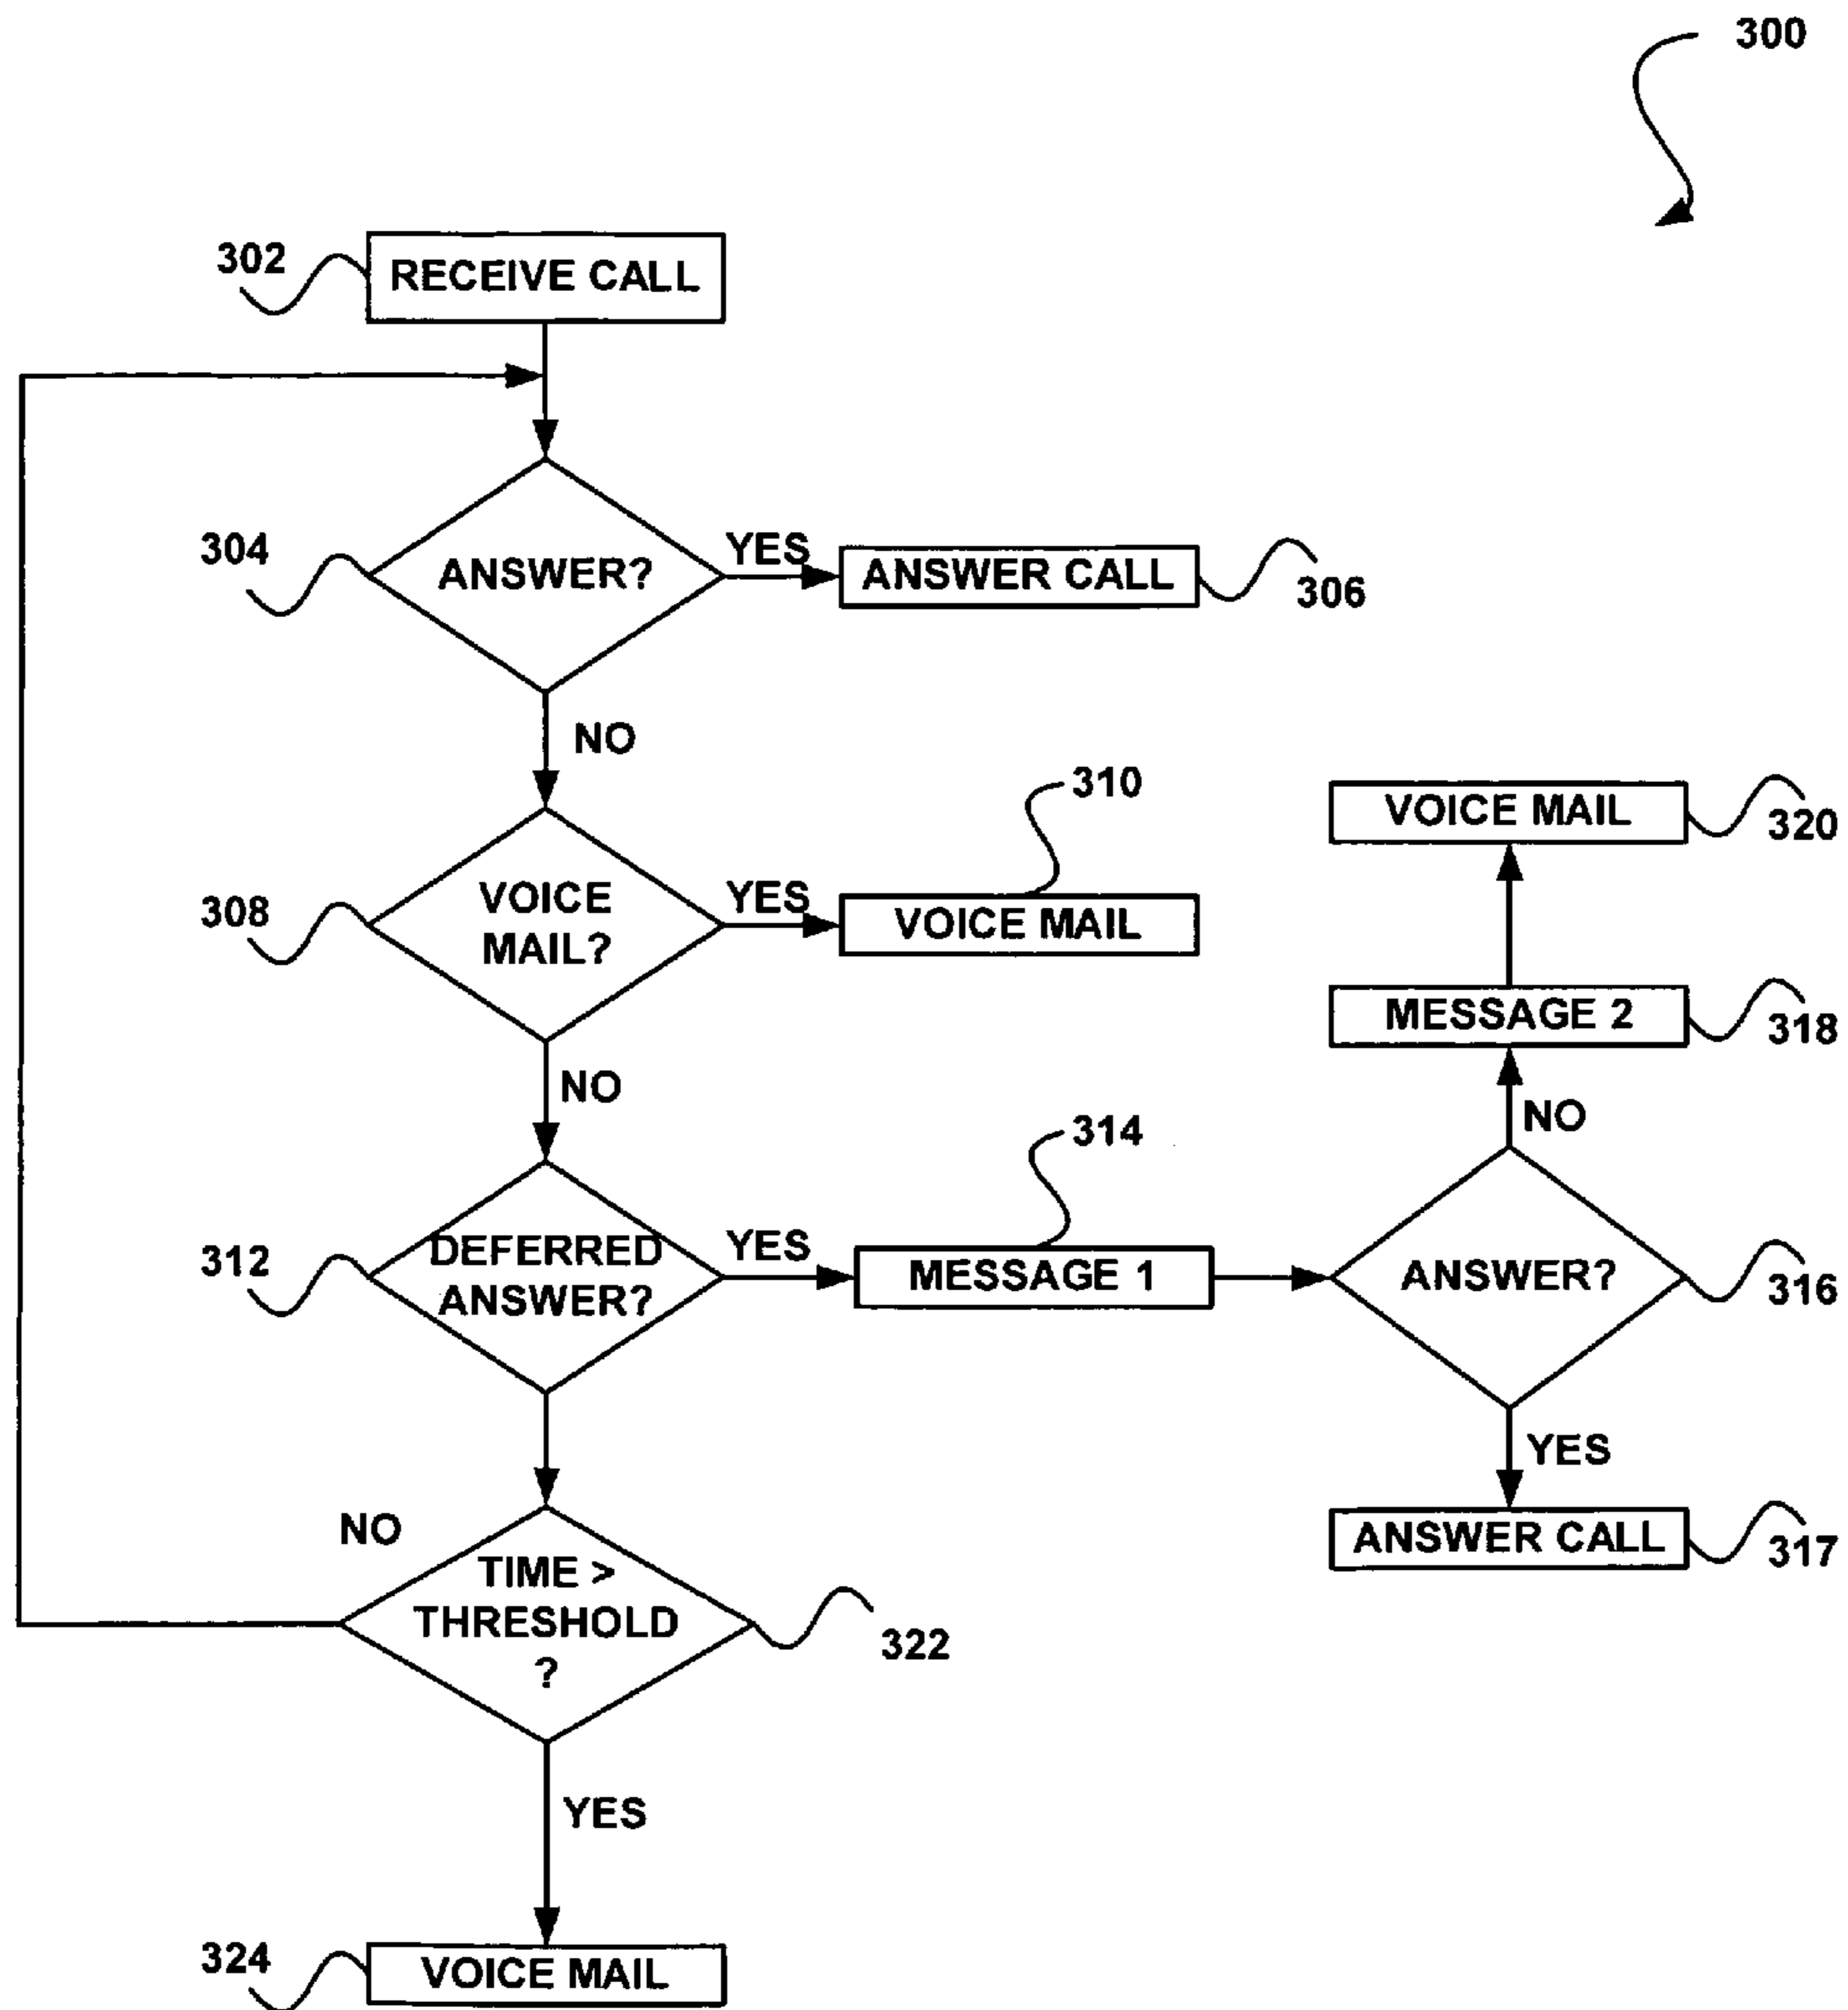 300
302
RECEIVE CALL
304
ANSWER?
YES
ANSWER CALL
306
NO
308
VOICE
MAIL?
YES
310
VOICE MAIL
NO
312
DEFERRED
ANSWER?
YES
314
MESSAGE 1
ANSWER?
316
NO
MESSAGE 2
318
VOICE MAIL
320
YES
ANSWER CALL
317
NO
TIME >
THRESHOLD
?
322
YES
324
VOICE MAIL